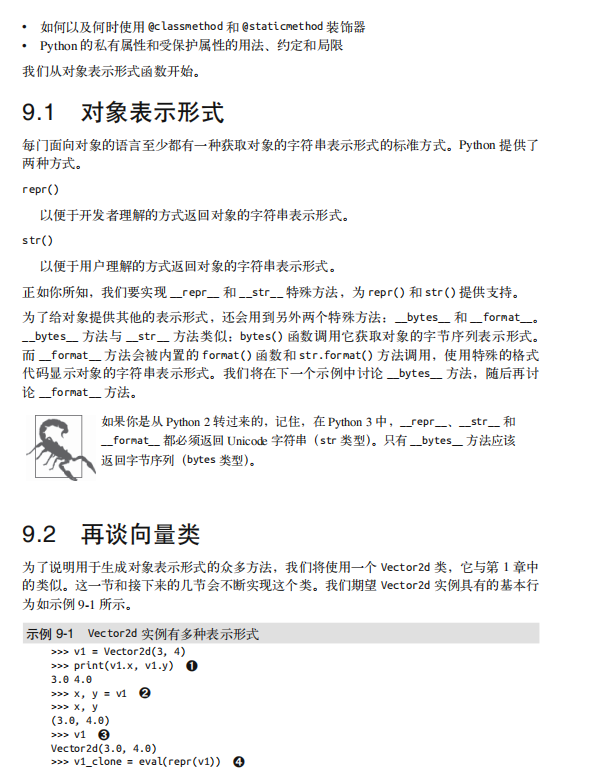 • 如何以及何时使用 @classmethod 和 @staticmethod 装饰器
• Python 的私有属性和受保护属性的用法、约定和局限
我们从对象表示形式函数开始。
9.1 对象表示形式
每门面向对象的语言至少都有一种获取对象的字符串表示形式的标准方式。Python 提供了
两种方式。
repr()
以便于开发者理解的方式返回对象的字符串表示形式。
str()
以便于用户理解的方式返回对象的字符串表示形式。
正如你所知，我们要实现 __repr__ 和 __str__ 特殊方法，为 repr() 和 str() 提供支持。
为了给对象提供其他的表示形式，还会用到另外两个特殊方法：__bytes__ 和 __format__。
__bytes__ 方法与 __str__ 方法类似：bytes() 函数调用它获取对象的字节序列表示形式。
而 __format__ 方法会被内置的 format() 函数和 str.format() 方法调用，使用特殊的格式
代码显示对象的字符串表示形式。我们将在下一个示例中讨论 __bytes__ 方法，随后再讨
论 __format__ 方法。
如果你是从 Python 2 转过来的，记住，在 Python 3 中，__repr__、__str__ 和
__format__ 都必须返回 Unicode 字符串（str 类型）。只有 __bytes__ 方法应该
返回字节序列（bytes 类型）。
9.2 再谈向量类
为了说明用于生成对象表示形式的众多方法，我们将使用一个 Vector2d 类，它与第 1 章中
的类似。这一节和接下来的几节会不断实现这个类。我们期望 Vector2d 实例具有的基本行
为如示例 9-1 所示。
示例 9-1 Vector2d 实例有多种表示形式
>>> v1 = Vector2d(3, 4)
>>> print(v1.x, v1.y) ❶
3.0 4.0
>>> x, y = v1 ❷
>>> x, y
(3.0, 4.0)
>>> v1 ❸
Vector2d(3.0, 4.0)
>>> v1_clone = eval(repr(v1)) ❹